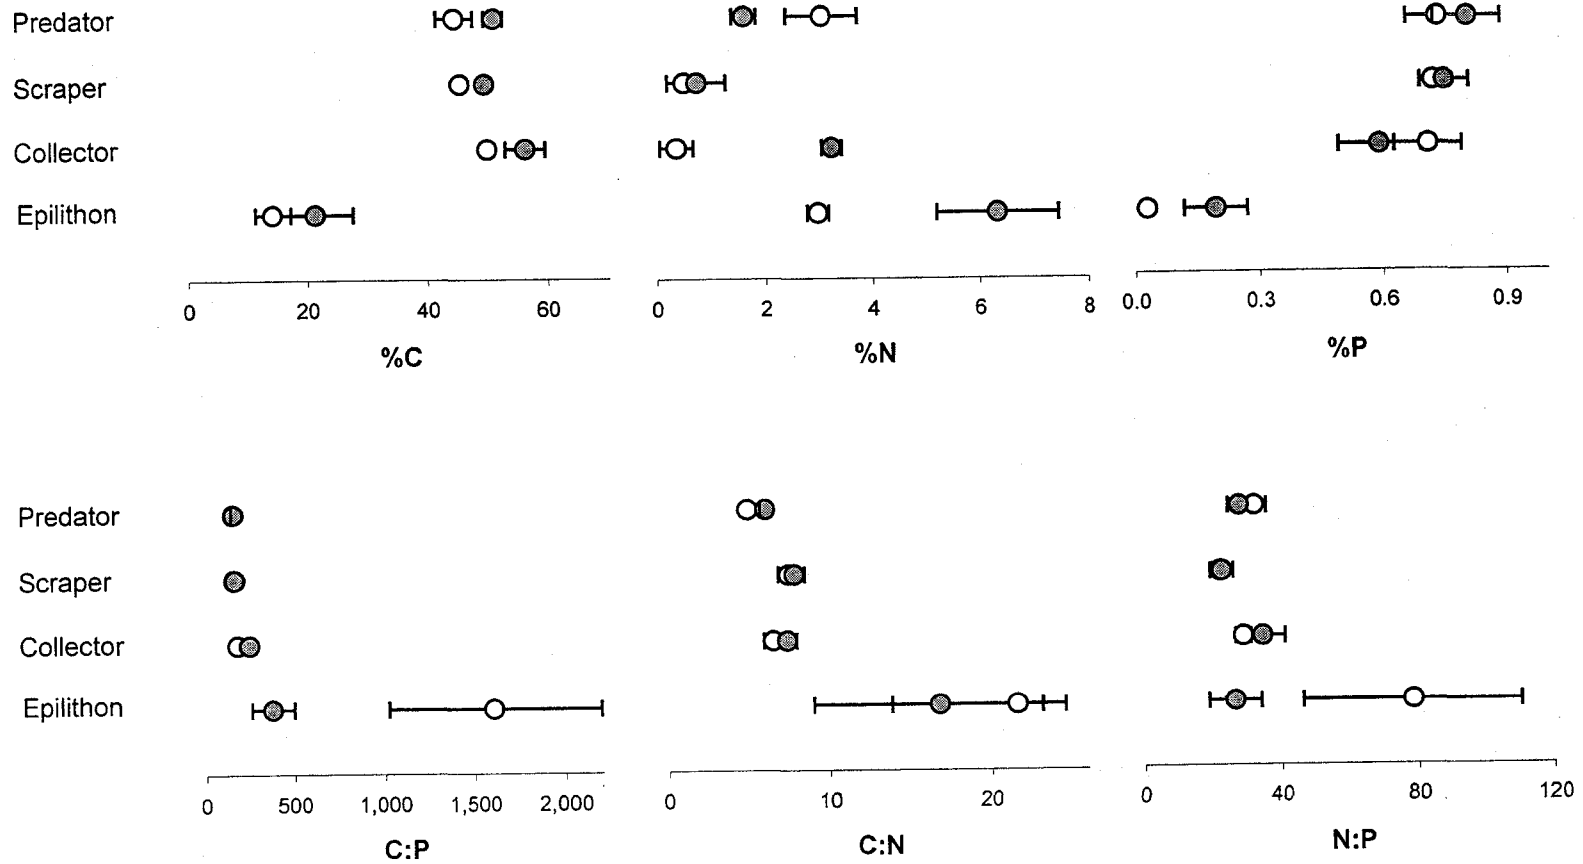 Predator
Scraper
Collector
Epilithon
0 20 40 60
%C
0 2 4 6 8
%N
0.0 0.3 0.6 0.9
%P
Predator
Scraper
Collector
Epilithon
0 500 1,000 1,500 2,000
C:P
0 10 20
C:N
0 40 80 120
N:P